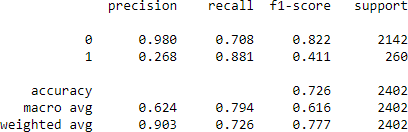 precision recall f1-score support
0 0.980 0.708 0.822 2142
1 0.268 0.881 0.411 260
accuracy 0.726 2402
macro avg 0.624 0.794 0.616 2402
weighted avg 0.903 0.726 0.777 2402